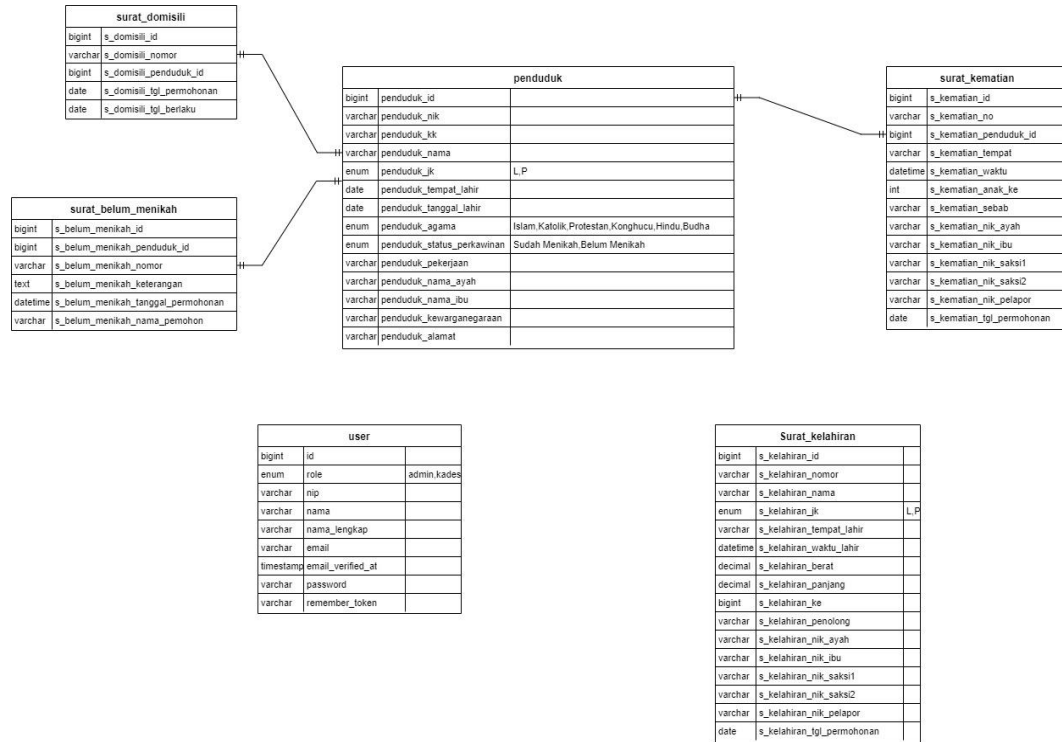 surat_domisili
bigint s_domisili_id
varchar s_domisili_nomor
bigint s_domisili_penduduk_id
date s_domisili_tgl_permohonan
date s_domisili_tgl_berlaku
surat_belum_menikah
bigint s_belum_menikah_id
bigint s_belum_menikah_penduduk_id
varchar s_belum_menikah_nomor
text s_belum_menikah_keterangan
datetime s_belum_menikah_tanggal_permohonan
varchar s_belum_menikah_nama_pemohon
penduduk
bigint penduduk_id
varchar penduduk_nik
varchar penduduk_kk
varchar penduduk_nama
enum penduduk_jk L,P
date penduduk_tempat_lahir
date penduduk_tanggal_lahir
enum penduduk_agama Islam,Katolik,Protestan,Konghucu,Hindu,Budha
enum penduduk_status_perkawinan Sudah Menikah,Belum Menikah
varchar penduduk_pekerjaan
varchar penduduk_nama_ayah
varchar penduduk_nama_ibu
varchar penduduk_kewarganegaraan
varchar penduduk_alamat
surat_kematian
bigint s_kematian_id
varchar s_kematian_no
bigint s_kematian_penduduk_id
varchar s_kematian_tempat
datetime s_kematian_waktu
int s_kematian_anak_ke
varchar s_kematian_sebab
varchar s_kematian_nik_ayah
varchar s_kematian_nik_ibu
varchar s_kematian_nik_saksi1
varchar s_kematian_nik_saksi2
varchar s_kematian_nik_pelapor
date s_kematian_tgl_permohonan
user
bigint id
enum role admin,kades
varchar nip
varchar nama
varchar nama_lengkap
varchar email
timestamp email_verified_at
varchar password
varchar remember_token
Surat_kelahiran
bigint s_kelahiran_id
varchar s_kelahiran_nomor
varchar s_kelahiran_nama
enum s_kelahiran_jk L,P
varchar s_kelahiran_tempat_lahir
datetime s_kelahiran_waktu_lahir
decimal s_kelahiran_berat
decimal s_kelahiran_panjang
bigint s_kelahiran_ke
varchar s_kelahiran_penolong
varchar s_kelahiran_nik_ayah
varchar s_kelahiran_nik_ibu
varchar s_kelahiran_nik_saksi1
varchar s_kelahiran_nik_saksi2
varchar s_kelahiran_nik_pelapor
date s_kelahiran_tgl_permohonan